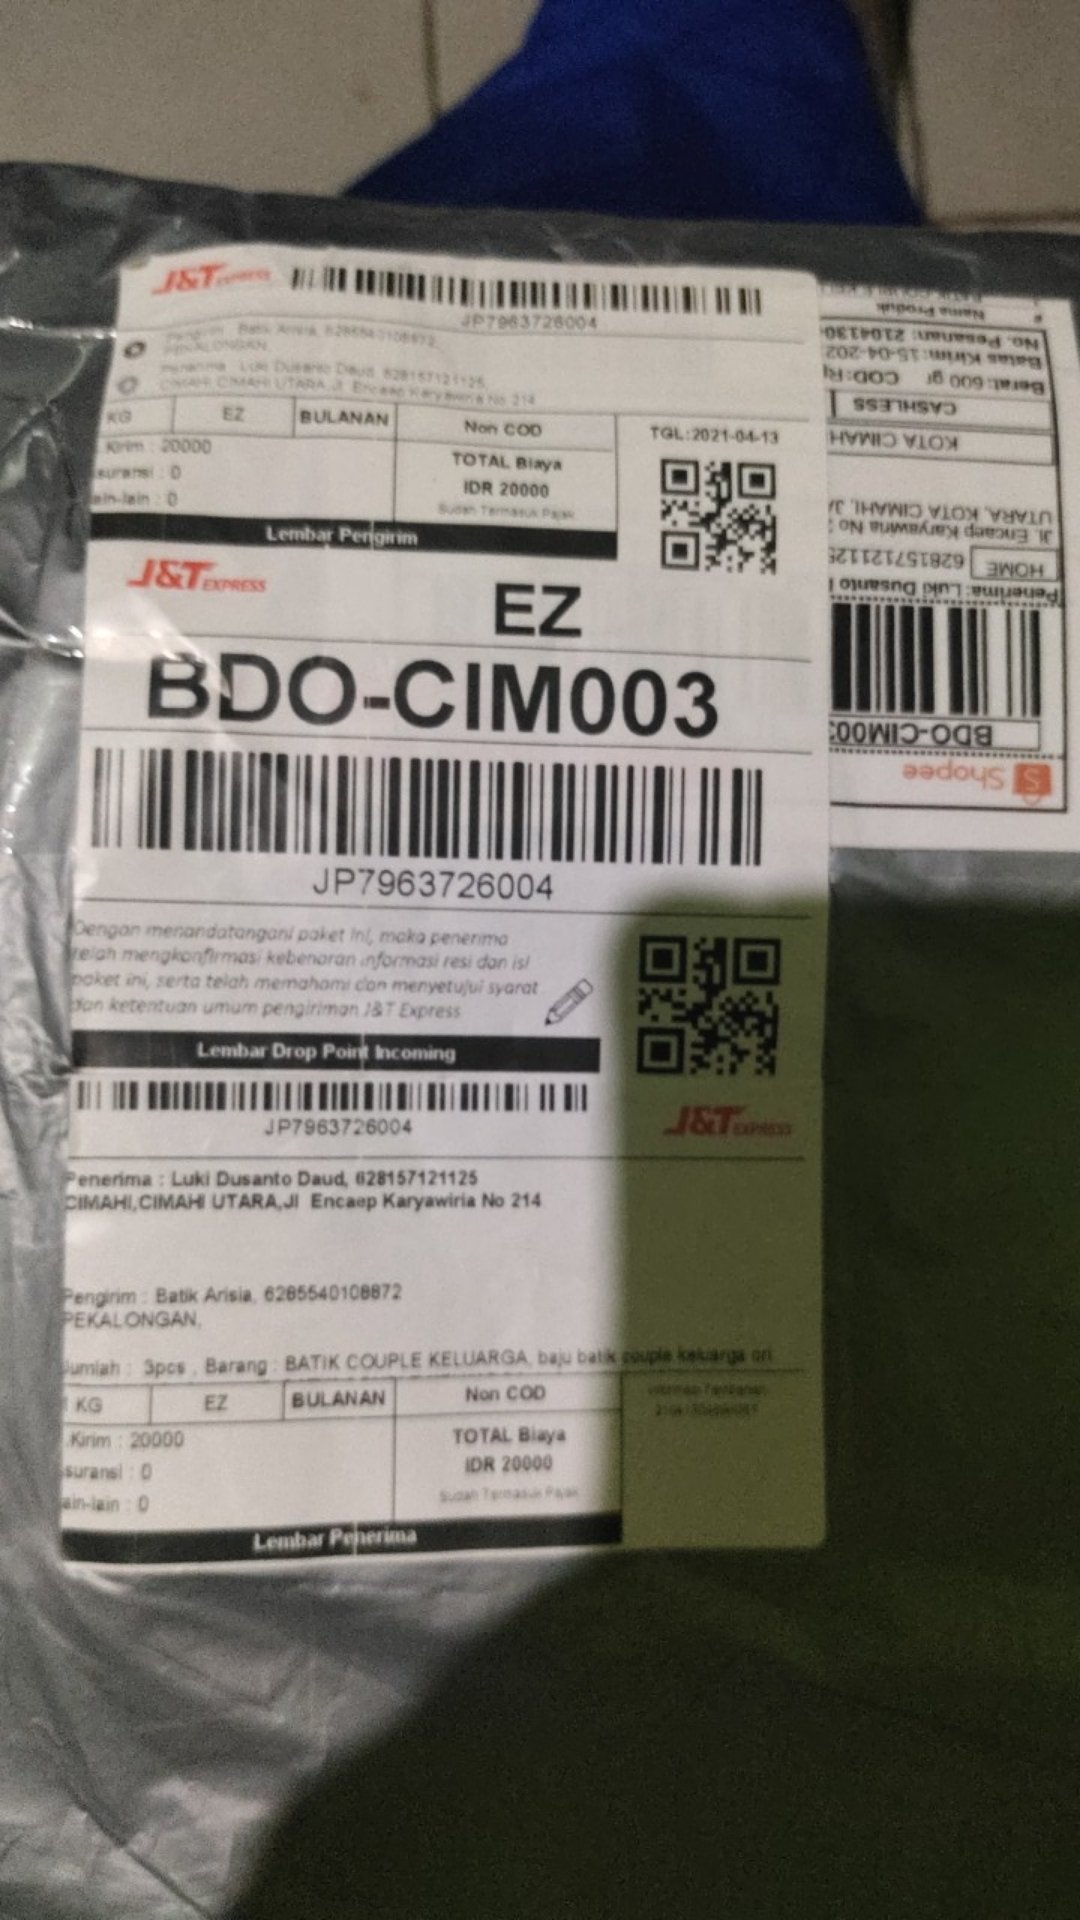 J&T EXPRESS
JP7963726004
Pengirim : Batik Arisia, 6285540108872
PEKALONGAN,
Penerima : Luki Dusanto Daud, 628157121125,
CIMAHI,CIMAHI UTARA,Jl Encaep Karyawiria No 214
KG EZ BULANAN Non COD
TGL:2021-04-13
Kirim : 20000
suransi : 0
ain-lain : 0
TOTAL Biaya
IDR 20000
Sudah Termasuk Pajak
Lembar Pengirim
J&T EXPRESS
EZ
BDO-CIM003
JP7963726004
Dengan menandatangani paket ini, maka penerima
telah mengkonfirmasi kebenaran informasi resi dan isi
paket ini, serta telah memahami dan menyetujui syarat
dan ketentuan umum pengiriman J&T Express
Lembar Drop Point Incoming
JP7963726004
J&T EXPRESS
Penerima : Luki Dusanto Daud, 628157121125
CIMAHI,CIMAHI UTARA,Jl Encaep Karyawiria No 214
Pengirim : Batik Arisia, 6285540108872
PEKALONGAN,
Jumlah : 3pcs , Barang : BATIK COUPLE KELUARGA, baju batik couple keluarga ori
1 KG EZ BULANAN Non COD
.Kirim : 20000
suransi : 0
ain-lain : 0
TOTAL Biaya
IDR 20000
Sudah Termasuk Pajak
Lembar Penerima
Shopee
BDO-CIM003
Penerima: Luki Dusanto
HOME 628157121125
Jl. Encaep Karyawiria No
UTARA, KOTA CIMAHI, JA
KOTA CIMAHI
CASHLESS
Berat: 600 gr COD: Rp
Batas Kirim: 15-04-202
No. Pesanan: 2104130
# Nama Produk